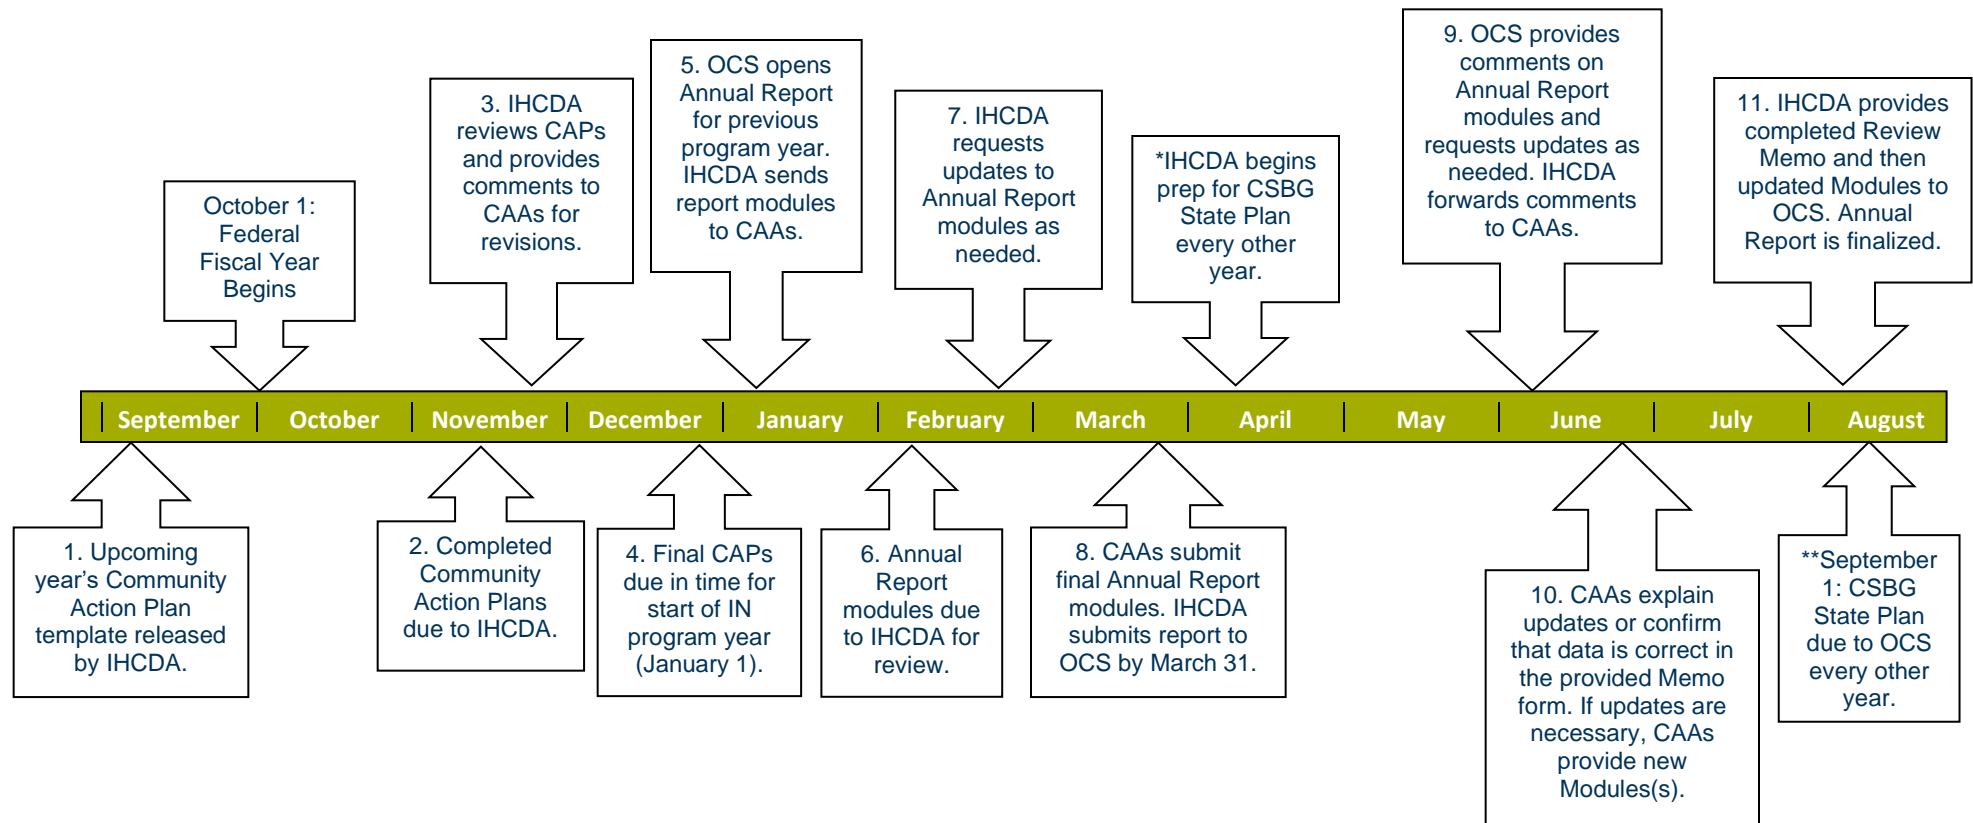 October 1:
Federal
Fiscal Year
Begins
3. IHCDA
reviews CAPs
and provides
comments to
CAAs for
revisions.
5. OCS opens
Annual Report
for previous
program year.
IHCDA sends
report modules
to CAAs.
7. IHCDA
requests
updates to
Annual Report
modules as
needed.
*IHCDA begins
prep for CSBG
State Plan
every other
year.
9. OCS provides
comments on
Annual Report
modules and
requests updates as
needed. IHCDA
forwards comments
to CAAs.
11. IHCDA provides
completed Review
Memo and then
updated Modules to
OCS. Annual
Report is finalized.
September October November December January February March April May June July August
1. Upcoming
year's Community
Action Plan
template released
by IHCDA.
2. Completed
Community
Action Plans
due to IHCDA.
4. Final CAPs
due in time for
start of IN
program year
(January 1).
6. Annual
Report
modules due
to IHCDA for
review.
8. CAAs submit
final Annual Report
modules. IHCDA
submits report to
OCS by March 31.
10. CAAs explain
updates or confirm
that data is correct in
the provided Memo
form. If updates are
necessary, CAAs
provide new
Modules(s).
**September
1: CSBG
State Plan
due to OCS
every other
year.